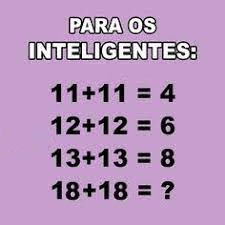 PARA OS
INTELIGENTES:
11+11 = 4
12+12 = 6
13+13 = 8
18+18 = ?